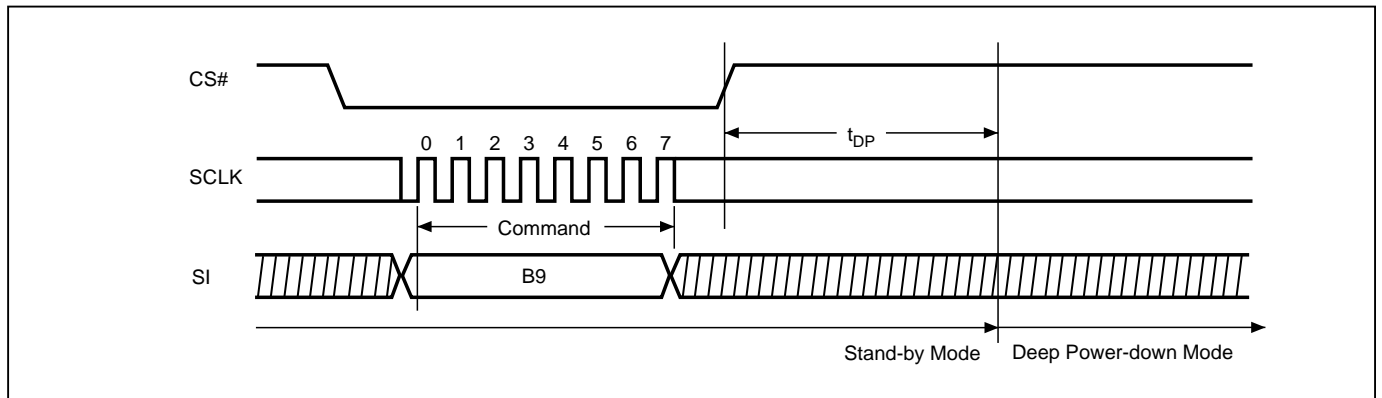 CS#
tDP
0 1 2 3 4 5 6 7
SCLK
Command
SI
B9
Stand-by Mode
Deep Power-down Mode